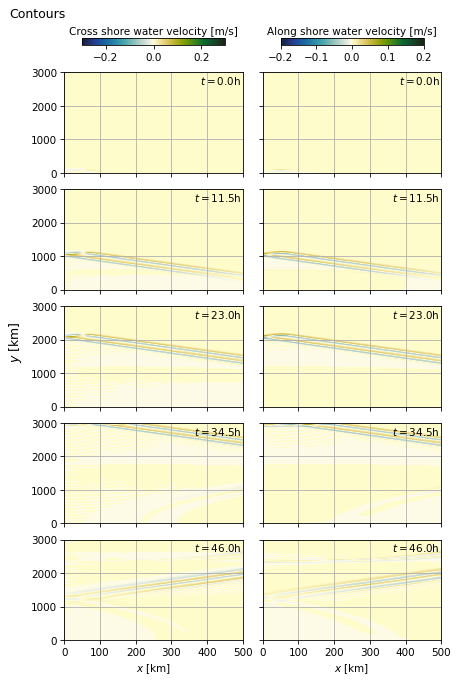 Contours
Cross shore water velocity [m/s] Along shore water velocity [m/s]
−0.2 0.0 0.2 −0.2 −0.1 0.0 0.1 0.2
3000 t = 0.0h t = 0.0h
2000
1000
0
3000 t = 11.5h t = 11.5h
2000
1000
0
3000 t = 23.0h t = 23.0h
2000
y [km]
1000
0
3000 t = 34.5h t = 34.5h
2000
1000
0
3000 t = 46.0h t = 46.0h
2000
1000
0
0 100 200 300 400 500 0 100 200 300 400 500
x [km] x [km]